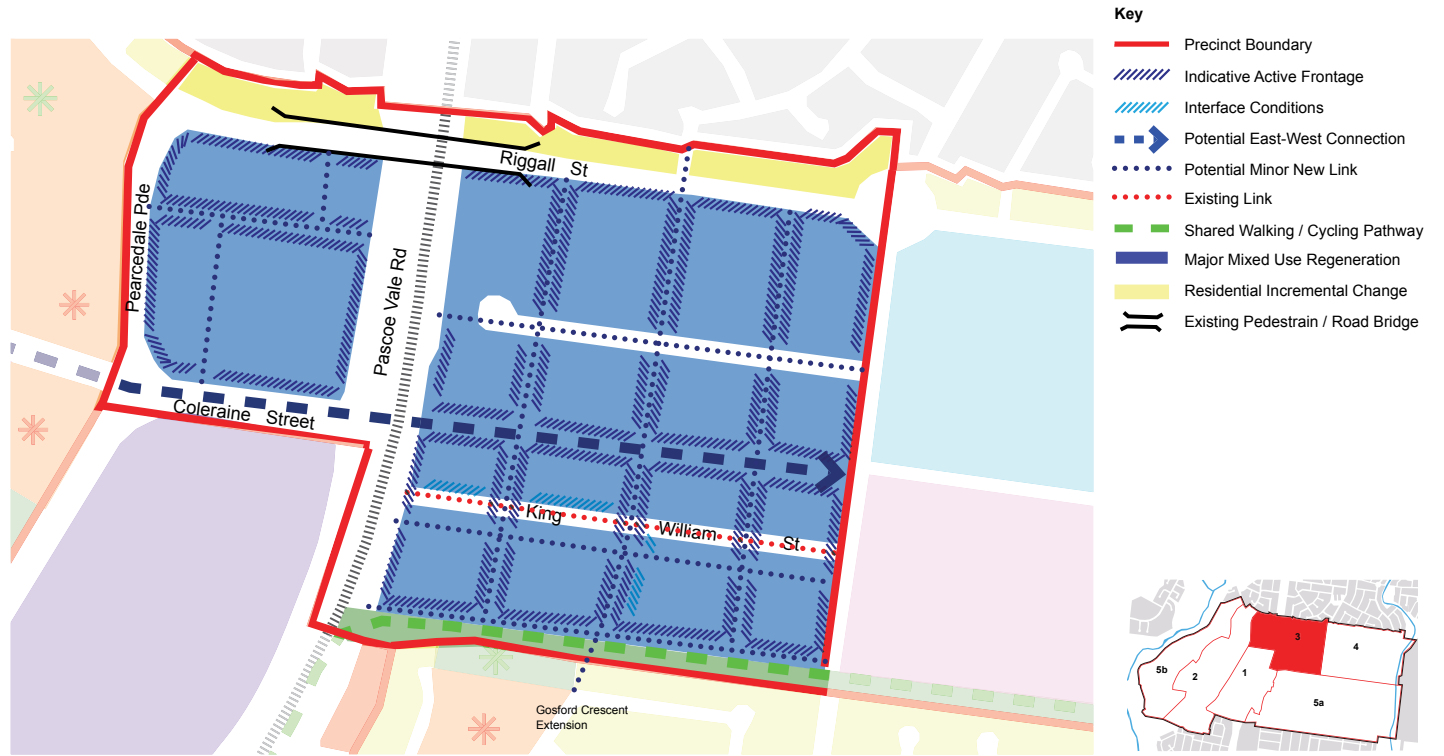 Key
Precinct Boundary
Indicative Active Frontage
Interface Conditions
Potential East-West Connection
Potential Minor New Link
Existing Link
Shared Walking / Cycling Pathway
Major Mixed Use Regeneration
Residential Incremental Change
Existing Pedestrain / Road Bridge
Riggall St
Pearcedale Pde
Pascoe Vale Rd
Coleraine Street
King William St
Gosford Crescent
Extension
3
4
5b
2
1
5a